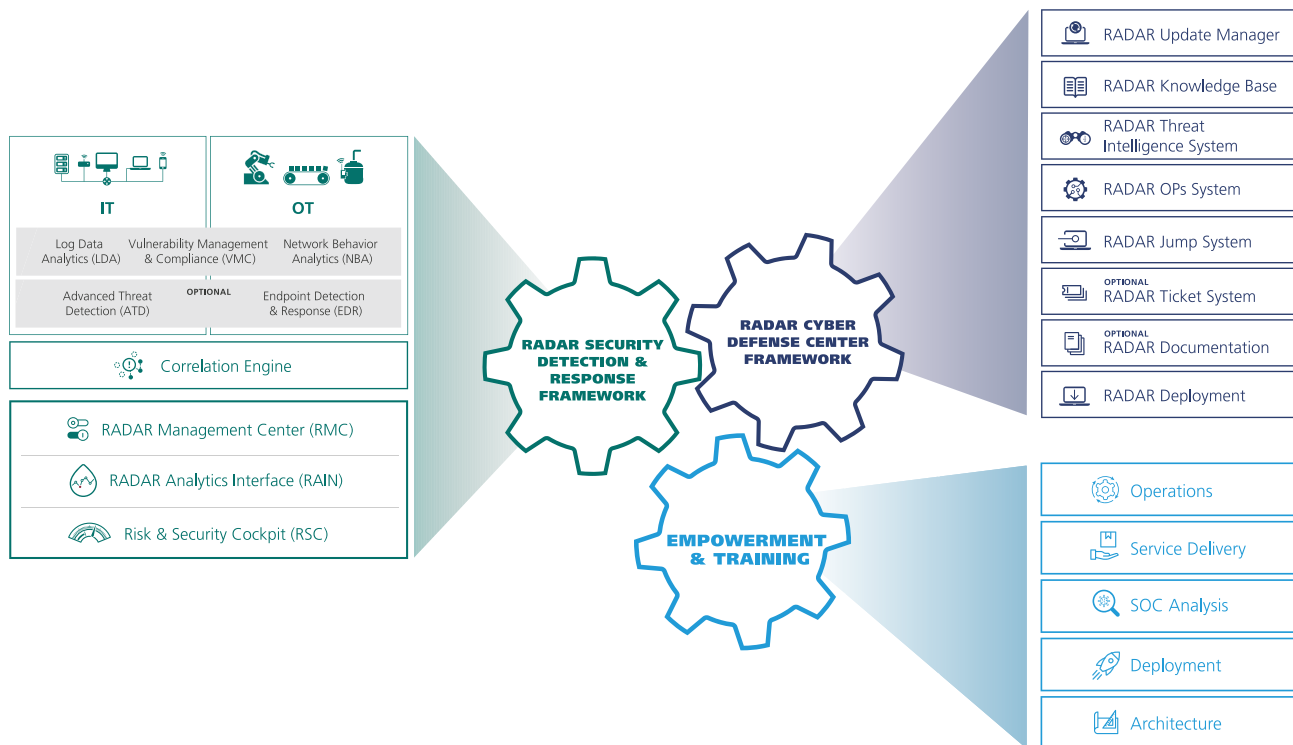 IT
OT
Log Data
Analytics (LDA)
Vulnerability Management
& Compliance (VMC)
Network Behavior
Analytics (NBA)
Advanced Threat
Detection (ATD)
OPTIONAL
Endpoint Detection
& Response (EDR)
Correlation Engine
RADAR Management Center (RMC)
RADAR Analytics Interface (RAIN)
Risk & Security Cockpit (RSC)
RADAR SECURITY
DETECTION &
RESPONSE
FRAMEWORK
RADAR CYBER
DEFENSE CENTER
FRAMEWORK
EMPOWERMENT
& TRAINING
RADAR Update Manager
RADAR Knowledge Base
RADAR Threat
Intelligence System
RADAR OPs System
RADAR Jump System
OPTIONAL
RADAR Ticket System
OPTIONAL
RADAR Documentation
RADAR Deployment
Operations
Service Delivery
SOC Analysis
Deployment
Architecture